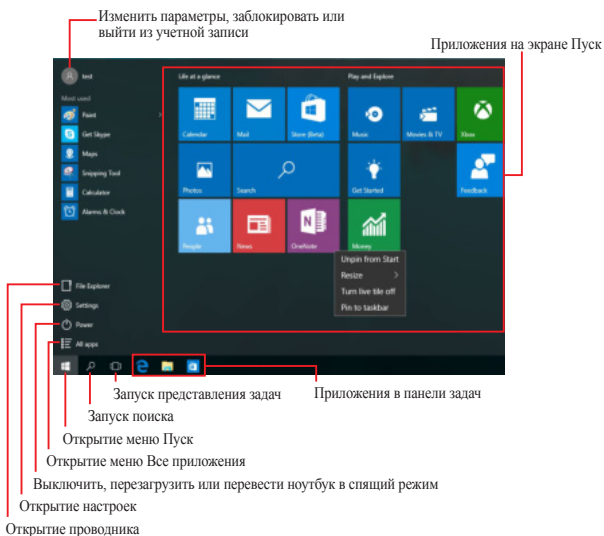 Изменить параметры, заблокировать или
выйти из учетной записи
Приложения на экране Пуск
test
Life at a glance
Play and Explore
Most used
Paint
Get Skype
Maps
Snipping Tool
Calculator
Alarms & Clock
Calendar
Mail
Store (Beta)
Music
Movies & TV
Xbox
Photos
Search
Get Started
Feedback
People
News
OneNote
Money
Unpin from Start
Resize
Turn live tile off
Pin to taskbar
File Explorer
Settings
Power
All apps
Запуск представления задач
Приложения в панели задач
Запуск поиска
Открытие меню Пуск
Открытие меню Все приложения
Выключить, перезагрузить или перевести ноутбук в спящий режим
Открытие настроек
Открытие проводника